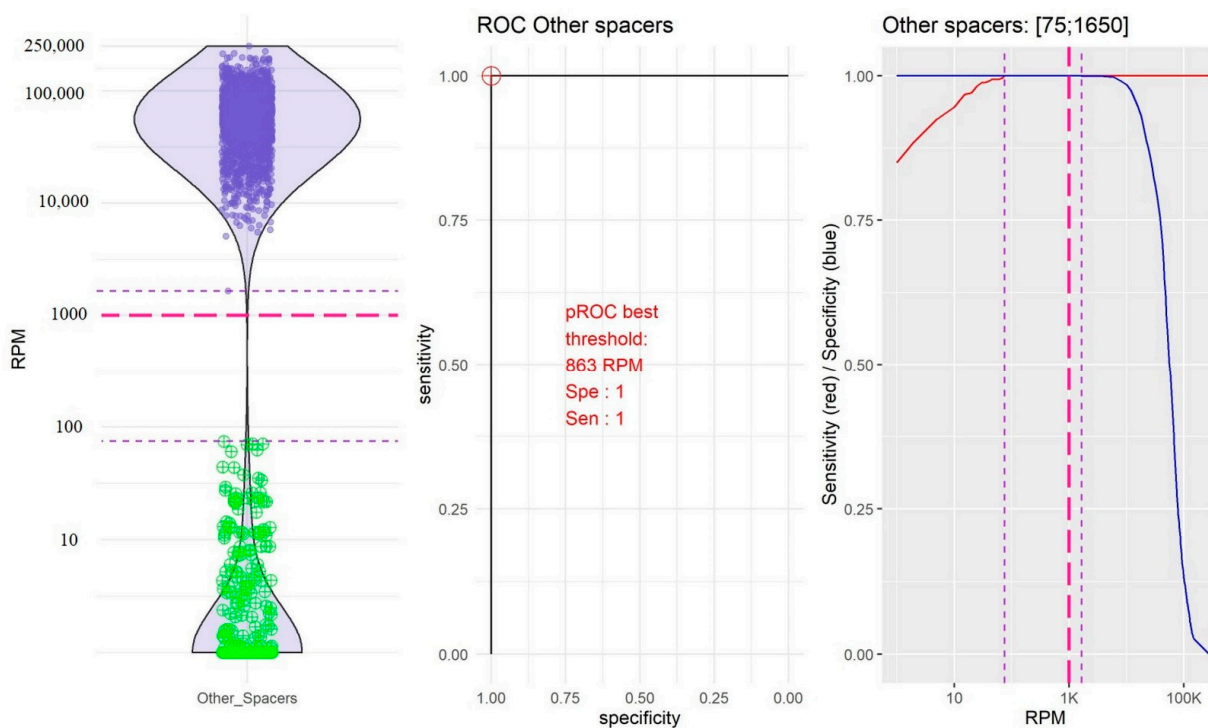 250,000
100,000
10,000
1000
100
10
RPM
Other_Spacers
ROC Other spacers
1.00
0.75
0.50
0.25
0.00
sensitivity
pROC best
threshold:
863 RPM
Spe : 1
Sen : 1
1.00
0.75
0.50
0.25
0.00
specificity
Other spacers: [75;1650]
1.00
0.75
0.50
0.25
0.00
Sensitivity (red) / Specificity (blue)
10
1K
100K
RPM